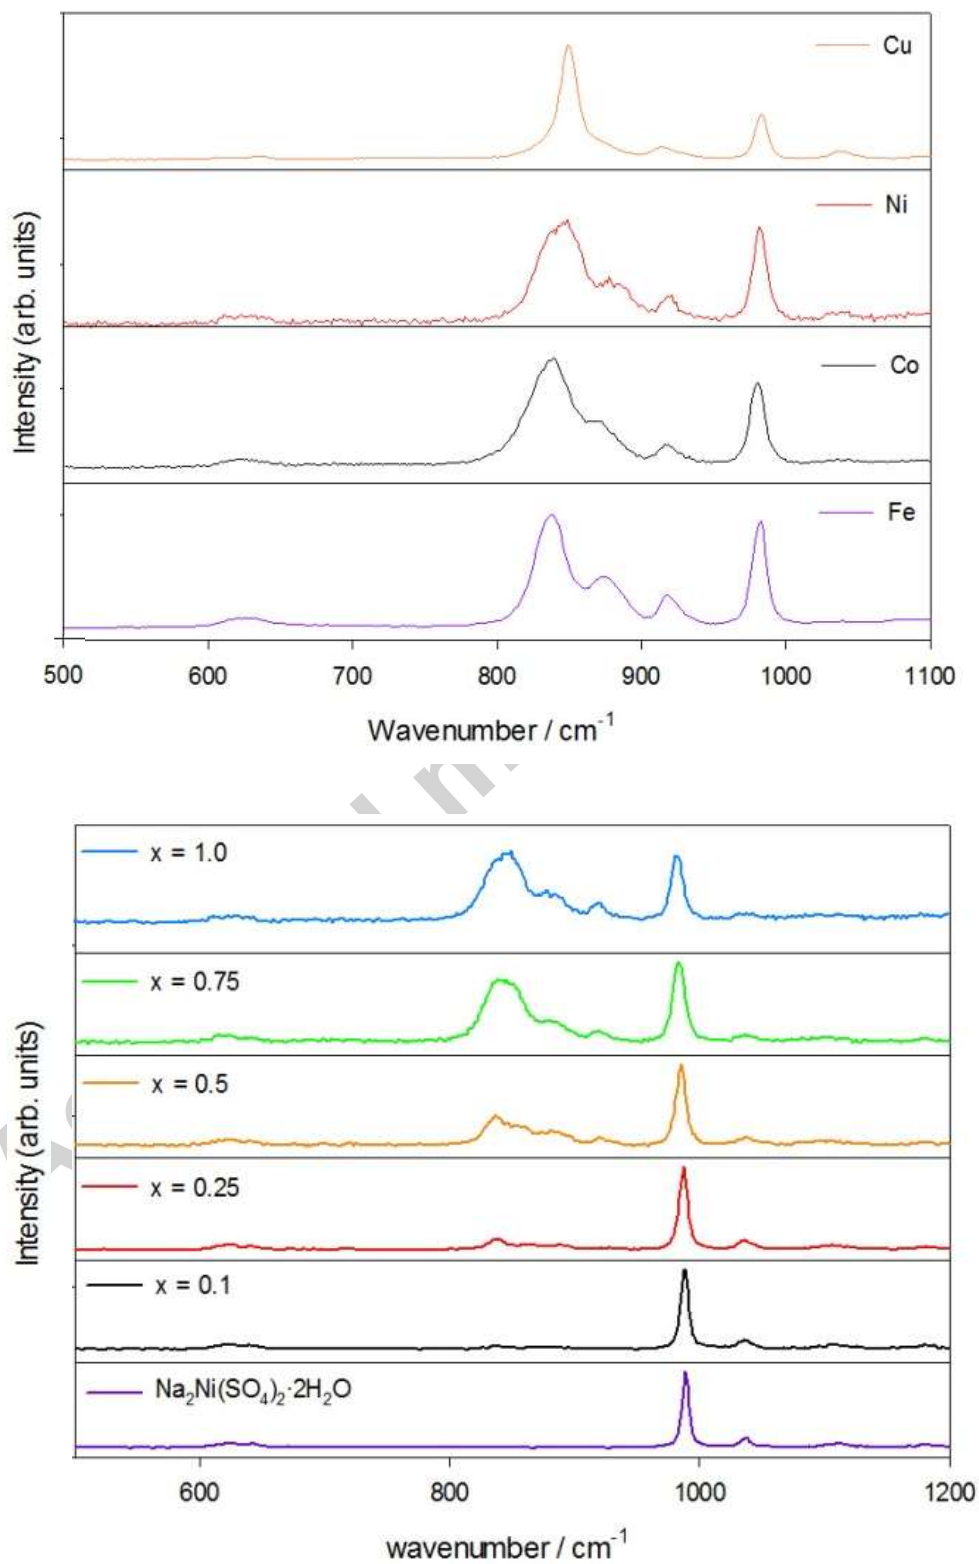 Cu
Ni
Co
Fe
Intensity (arb. units)
500 600 700 800 900 1000 1100
Wavenumber / cm⁻¹
x = 1.0
x = 0.75
x = 0.5
x = 0.25
x = 0.1
Na₂Ni(SO₄)₂·2H₂O
Intensity (arb. units)
600 800 1000 1200
wavenumber / cm⁻¹